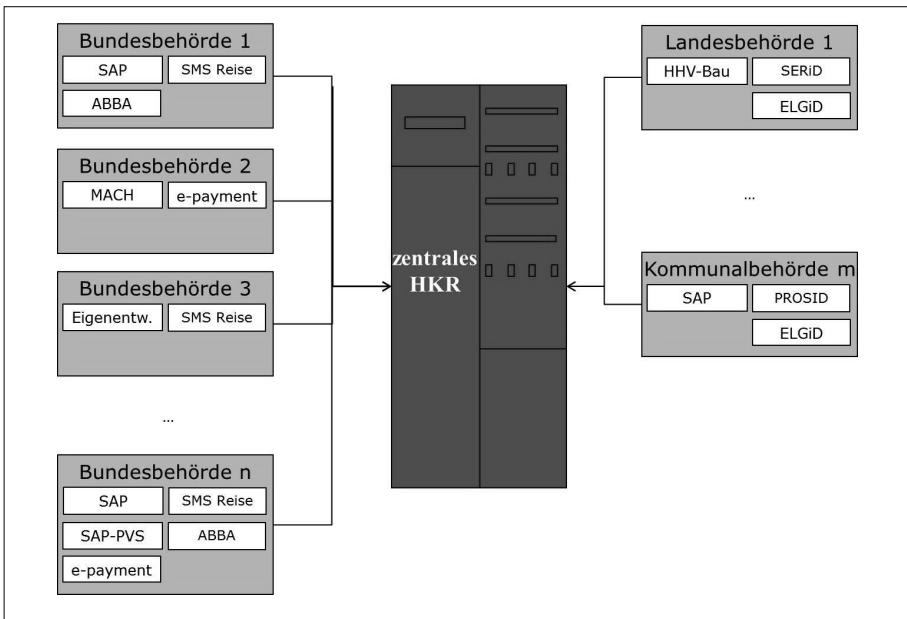 Bundesbehörde 1
SAP
SMS Reise
ABBA
Bundesbehörde 2
MACH
e-payment
Bundesbehörde 3
Eigenentw.
SMS Reise
...
Bundesbehörde n
SAP
SMS Reise
SAP-PVS
ABBA
e-payment
zentrales
HKR
Landesbehörde 1
HHV-Bau
SERiD
ELGiD
...
Kommunalbehörde m
SAP
PROSID
ELGiD